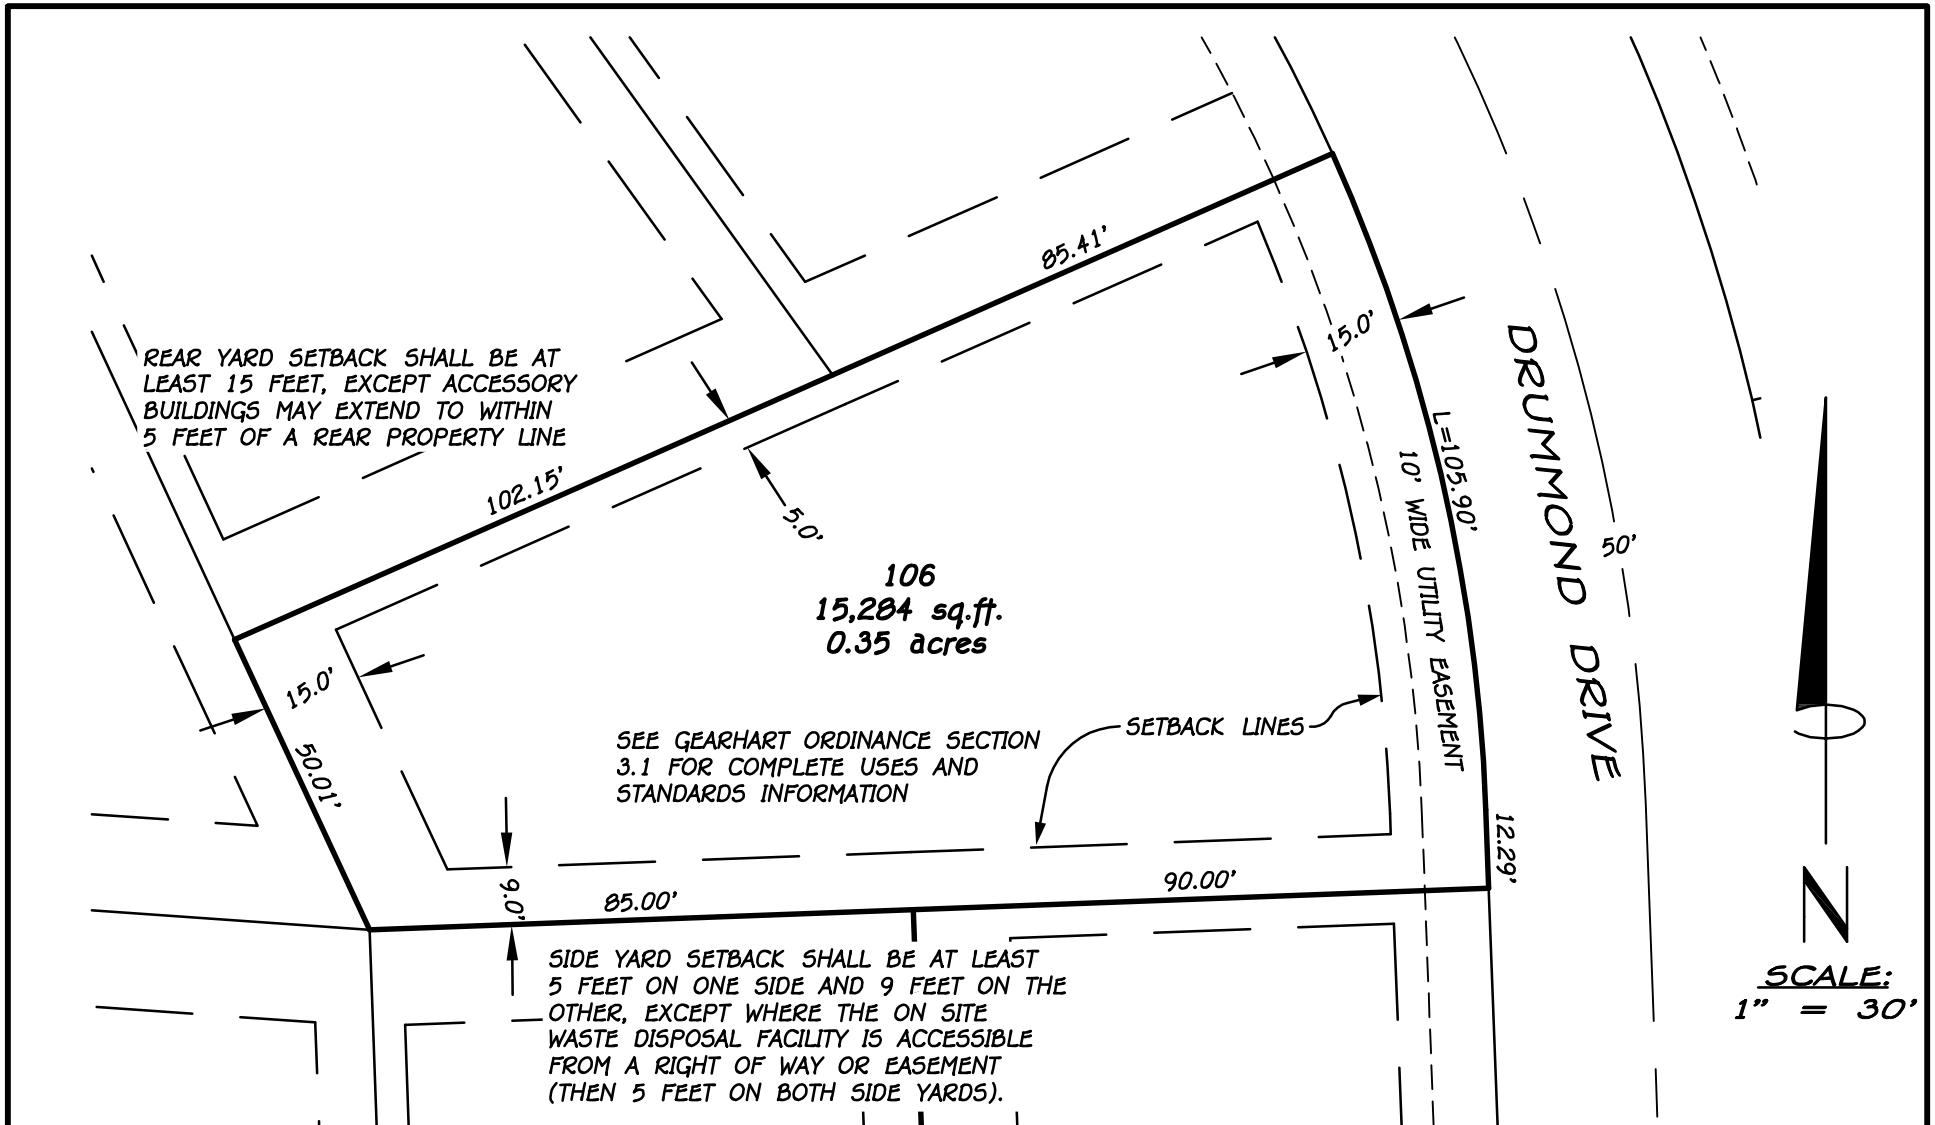 85.41'
15.0'
REAR YARD SETBACK SHALL BE AT
LEAST 15 FEET, EXCEPT ACCESSORY
BUILDINGS MAY EXTEND TO WITHIN
5 FEET OF A REAR PROPERTY LINE
102.15'
5.0'
L=105.90'
10' WIDE UTILITY EASEMENT
DRUMMOND DRIVE
50'
106
15,284 sq.ft.
0.35 acres
15.0'
50.01'
SEE GEARHART ORDINANCE SECTION
3.1 FOR COMPLETE USES AND
STANDARDS INFORMATION
SETBACK LINES
12.29'
9.0'
85.00'
90.00'
SIDE YARD SETBACK SHALL BE AT LEAST
5 FEET ON ONE SIDE AND 9 FEET ON THE
OTHER, EXCEPT WHERE THE ON SITE
WASTE DISPOSAL FACILITY IS ACCESSIBLE
FROM A RIGHT OF WAY OR EASEMENT
(THEN 5 FEET ON BOTH SIDE YARDS).
N
SCALE:
1" = 30'